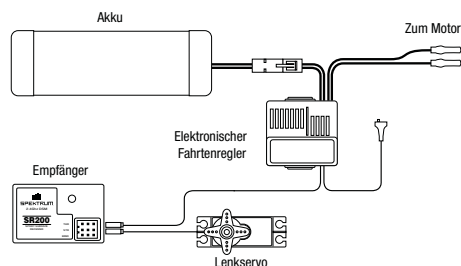 Akku
Zum Motor
Elektronischer
Fahrtenregler
Empfänger
SPEKTRUM
SR200
Lenkservo